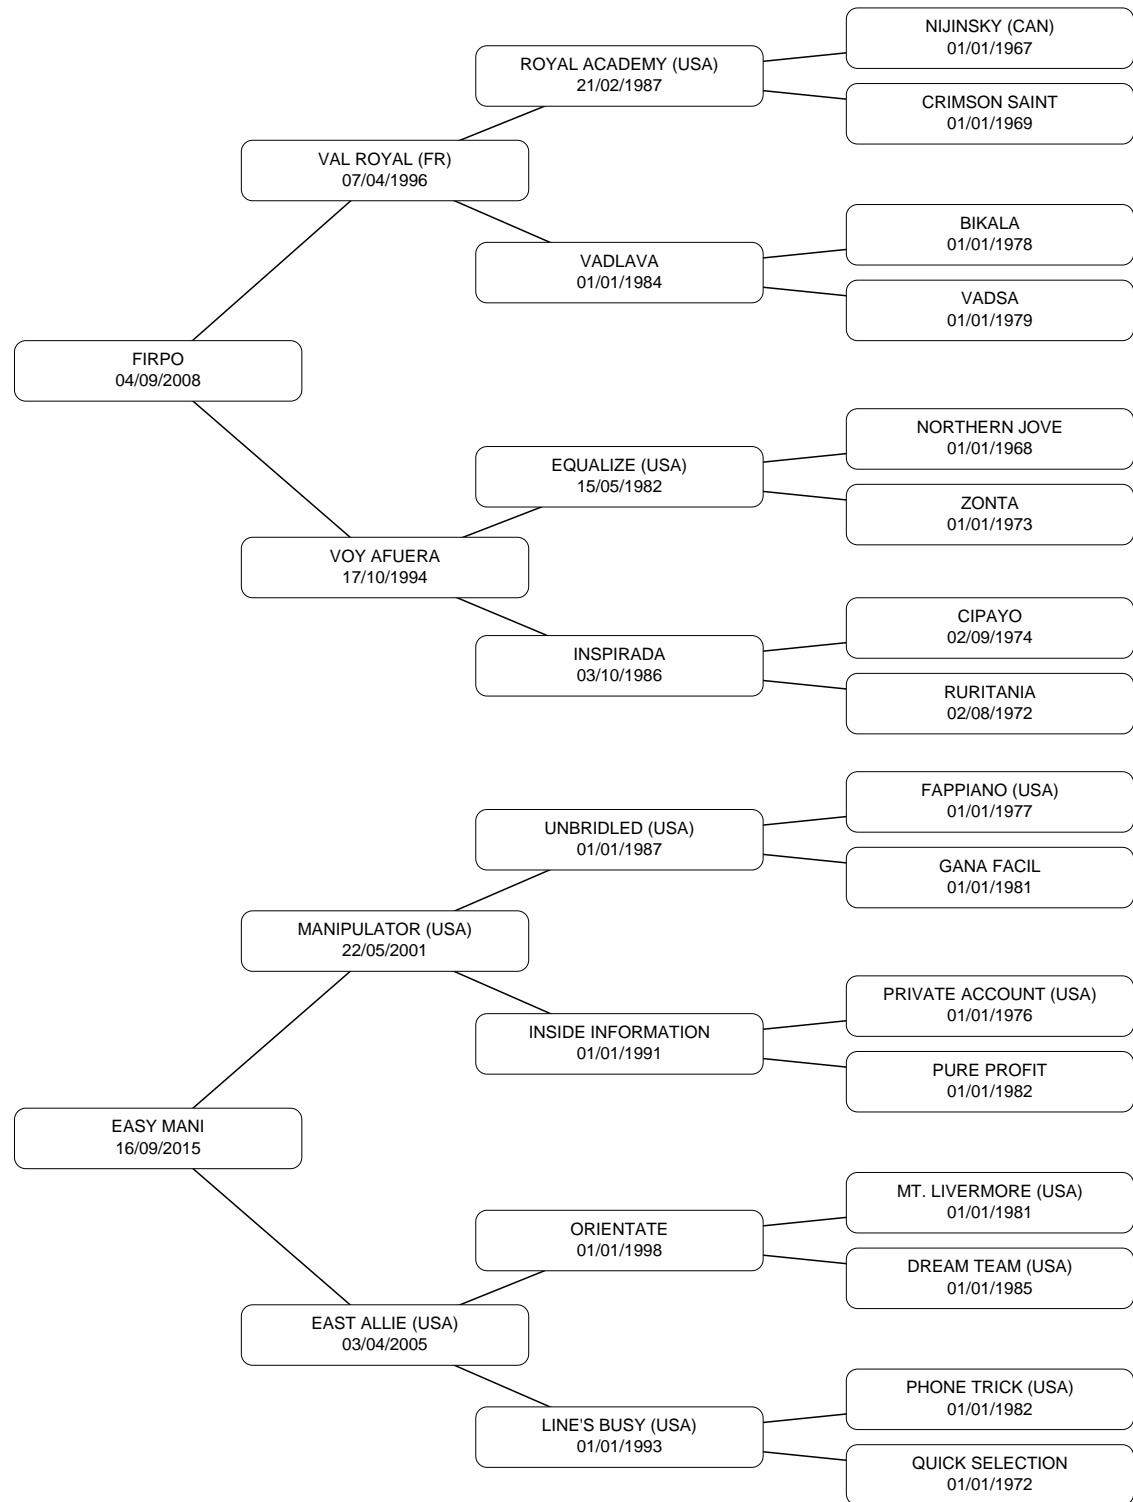 NIJINSKY (CAN)
01/01/1967
ROYAL ACADEMY (USA)
21/02/1987
CRIMSON SAINT
01/01/1969
VAL ROYAL (FR)
07/04/1996
BIKALA
01/01/1978
VADLAVA
01/01/1984
VADSA
01/01/1979
FIRPO
04/09/2008
NORTHERN JOVE
01/01/1968
EQUALIZE (USA)
15/05/1982
ZONTA
01/01/1973
VOY AFUERA
17/10/1994
CIPAYO
02/09/1974
INSPIRADA
03/10/1986
RURITANIA
02/08/1972
FAPPIANO (USA)
01/01/1977
UNBRIDLED (USA)
01/01/1987
GANA FACIL
01/01/1981
MANIPULATOR (USA)
22/05/2001
PRIVATE ACCOUNT (USA)
01/01/1976
INSIDE INFORMATION
01/01/1991
PURE PROFIT
01/01/1982
EASY MANI
16/09/2015
MT. LIVERMORE (USA)
01/01/1981
ORIENTATE
01/01/1998
DREAM TEAM (USA)
01/01/1985
EAST ALLIE (USA)
03/04/2005
PHONE TRICK (USA)
01/01/1982
LINE'S BUSY (USA)
01/01/1993
QUICK SELECTION
01/01/1972